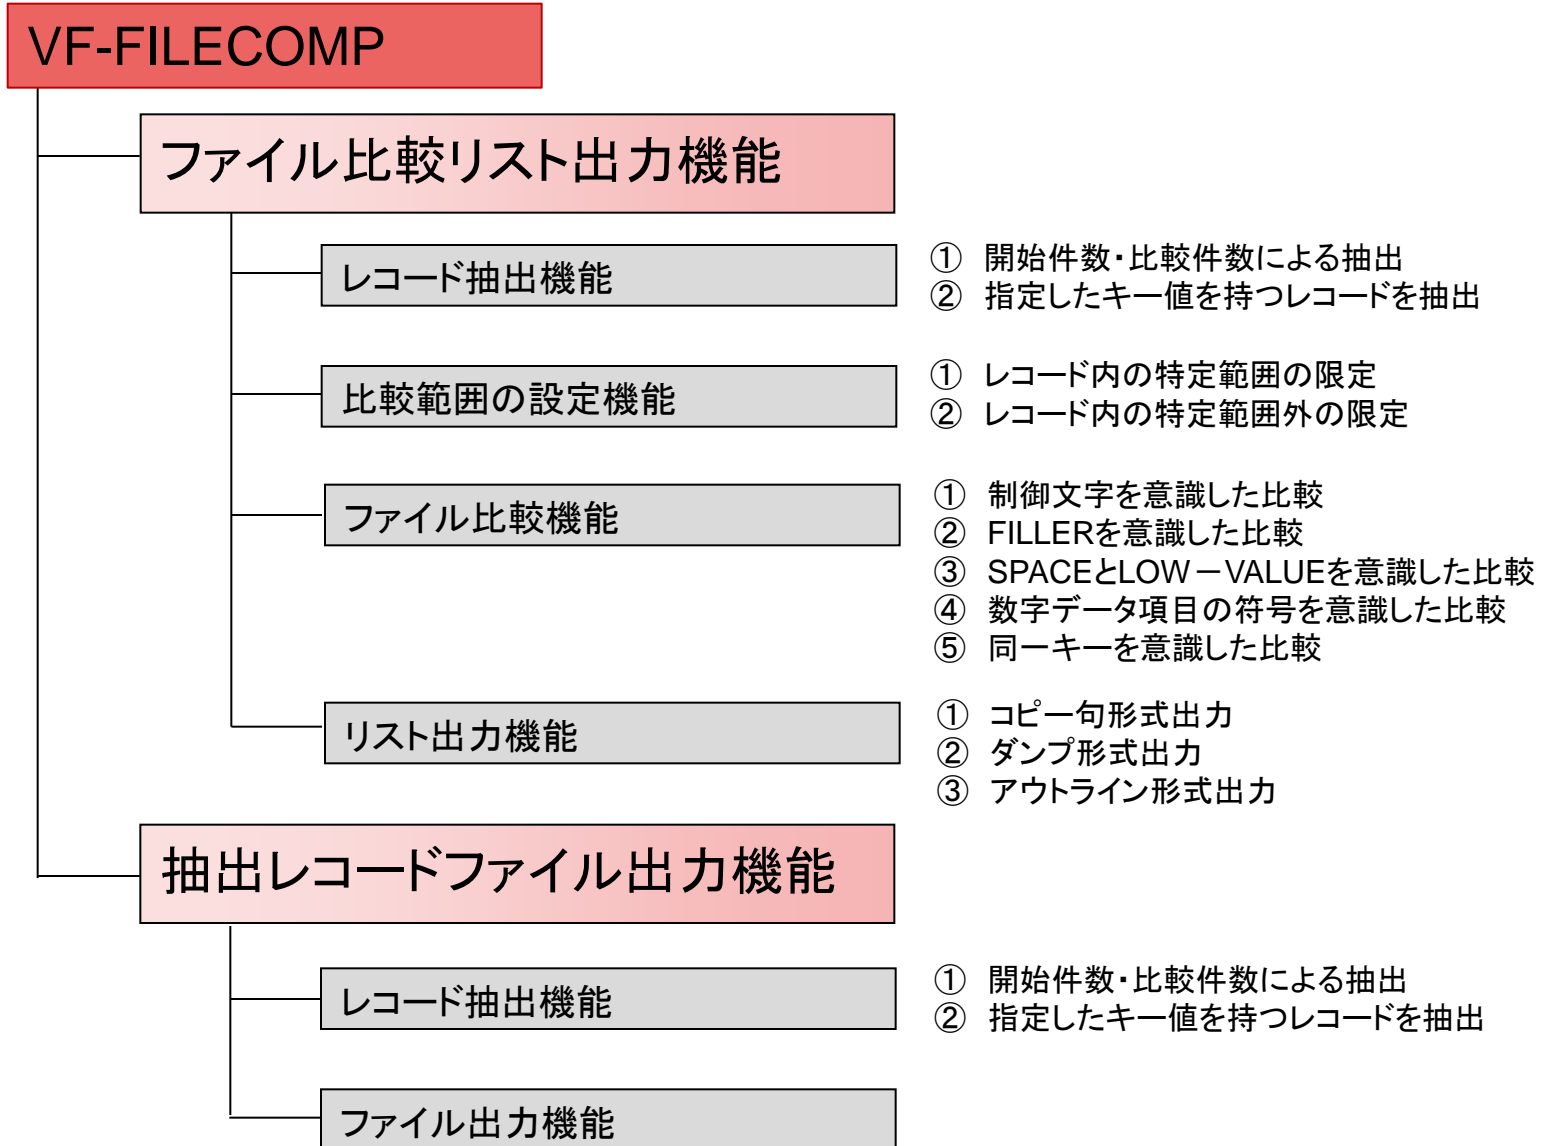 VF-FILECOMP
ファイル比較リスト出力機能
レコード抽出機能
① 開始件数・比較件数による抽出
② 指定したキー値を持つレコードを抽出
比較範囲の設定機能
① レコード内の特定範囲の限定
② レコード内の特定範囲外の限定
ファイル比較機能
① 制御文字を意識した比較
② FILLERを意識した比較
③ SPACEとLOW－VALUEを意識した比較
④ 数字データ項目の符号を意識した比較
⑤ 同一キーを意識した比較
リスト出力機能
① コピー句形式出力
② ダンプ形式出力
③ アウトライン形式出力
抽出レコードファイル出力機能
レコード抽出機能
① 開始件数・比較件数による抽出
② 指定したキー値を持つレコードを抽出
ファイル出力機能